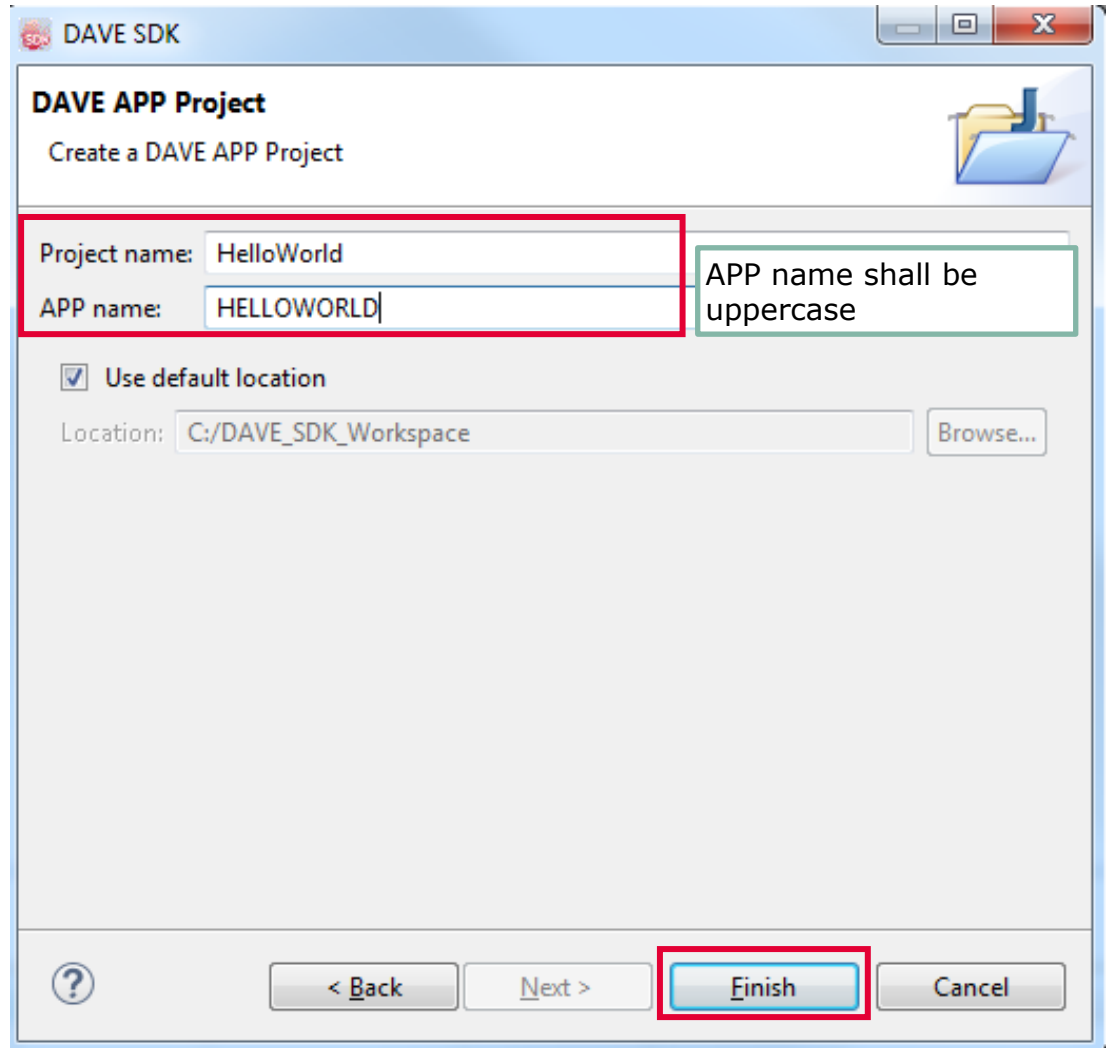 DAVE SDK
DAVE APP Project
Create a DAVE APP Project
Project name: HelloWorld
APP name: HELLOWORLD
APP name shall be
uppercase
Use default location
Location: C:/DAVE_SDK_Workspace Browse...
? < Back Next > Finish Cancel